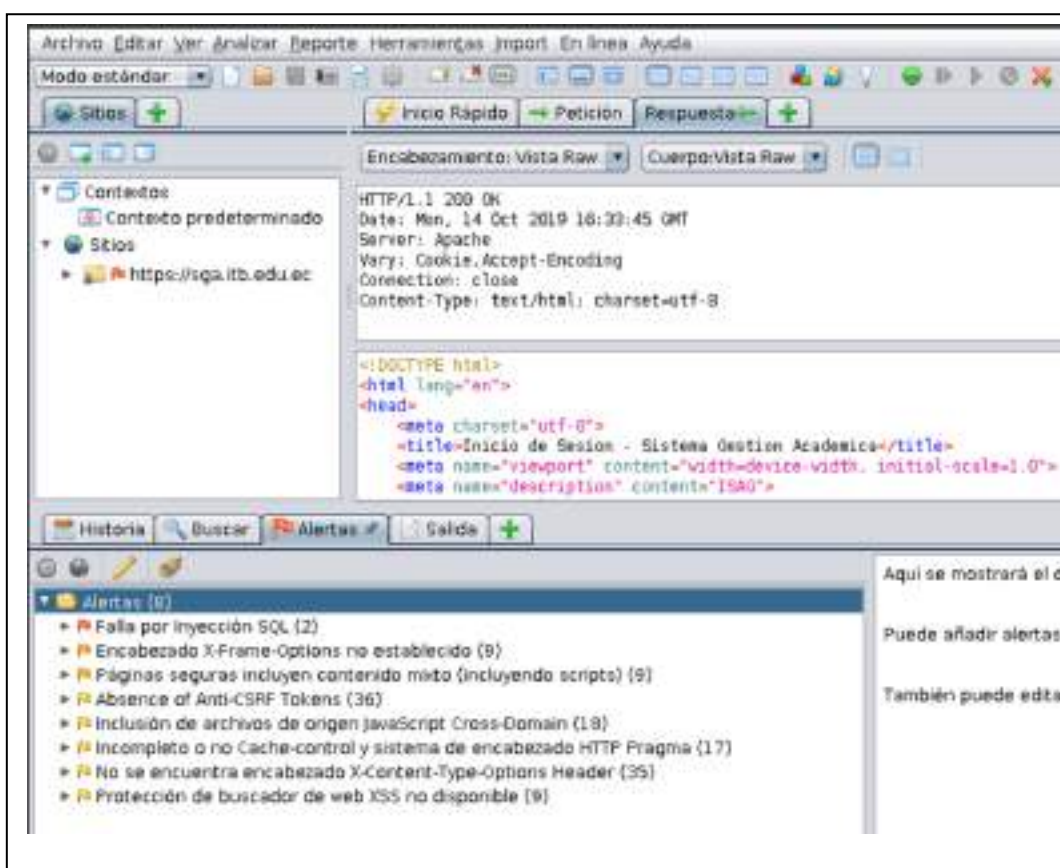 Archivo Editar Ver Analizar Reporte Herramientas Import En línea Ayuda
Modo estándar
Sitios
Inicio Rápido Petición Respuesta
Encabezamiento: Vista Raw Cuerpo:Vista Raw
Contextos
Contexto predeterminado
Sitios
https://sga.itb.edu.ec
HTTP/1.1 200 OK
Date: Mon, 14 Oct 2019 16:33:45 GMT
Server: Apache
Vary: Cookie,Accept-Encoding
Connection: close
Content-Type: text/html; charset=utf-8
<!DOCTYPE html>
<html lang="en">
<head>
<meta charset="utf-8">
<title>Inicio de Sesion - Sistema Gestion Academica</title>
<meta name="viewport" content="width=device-width, initial-scale=1.0">
<meta name="description" content="ISAG">
Historia Buscar Alertas Salida
Alertas (8)
Falla por Inyección SQL (2)
Encabezado X-Frame-Options no establecido (9)
Páginas seguras incluyen contenido mixto (incluyendo scripts) (9)
Absence of Anti-CSRF Tokens (36)
Inclusión de archivos de origen JavaScript Cross-Domain (18)
Incompleto o no Cache-control y sistema de encabezado HTTP Pragma (17)
No se encuentra encabezado X-Content-Type-Options Header (35)
Protección de buscador de web XSS no disponible (9)
Aquí se mostrará el d
Puede añadir alertas
También puede edita